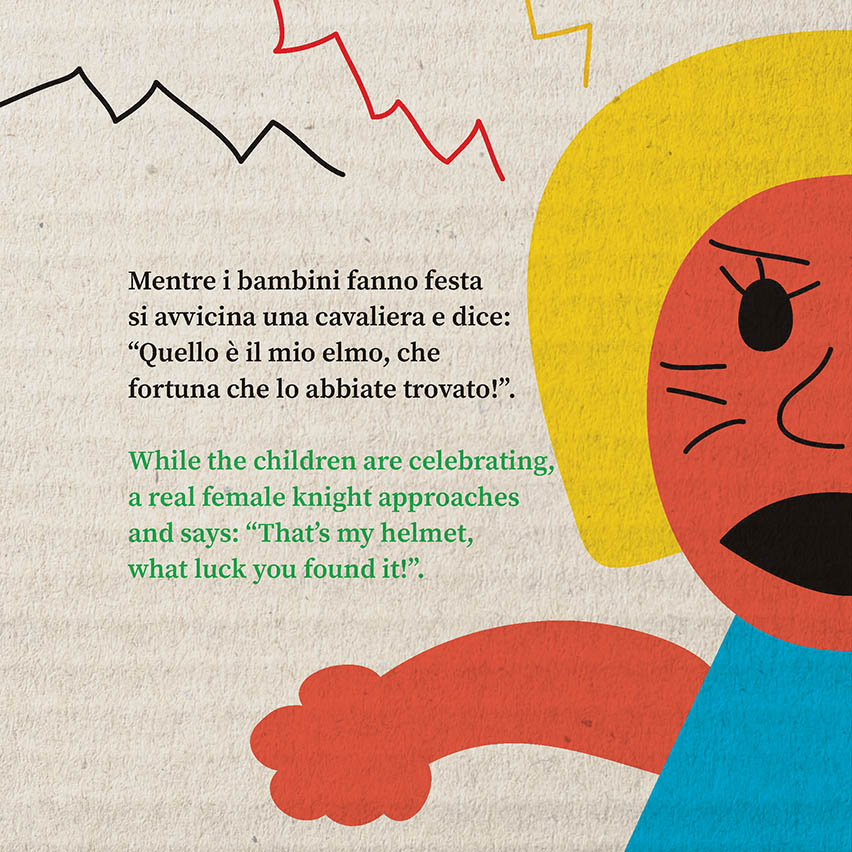 Mentre i bambini fanno festa
si avvicina una cavaliera e dice:
“Quello è il mio elmo, che
fortuna che lo abbiate trovato!”.
While the children are celebrating,
a real female knight approaches
and says: “That’s my helmet,
what luck you found it!”.